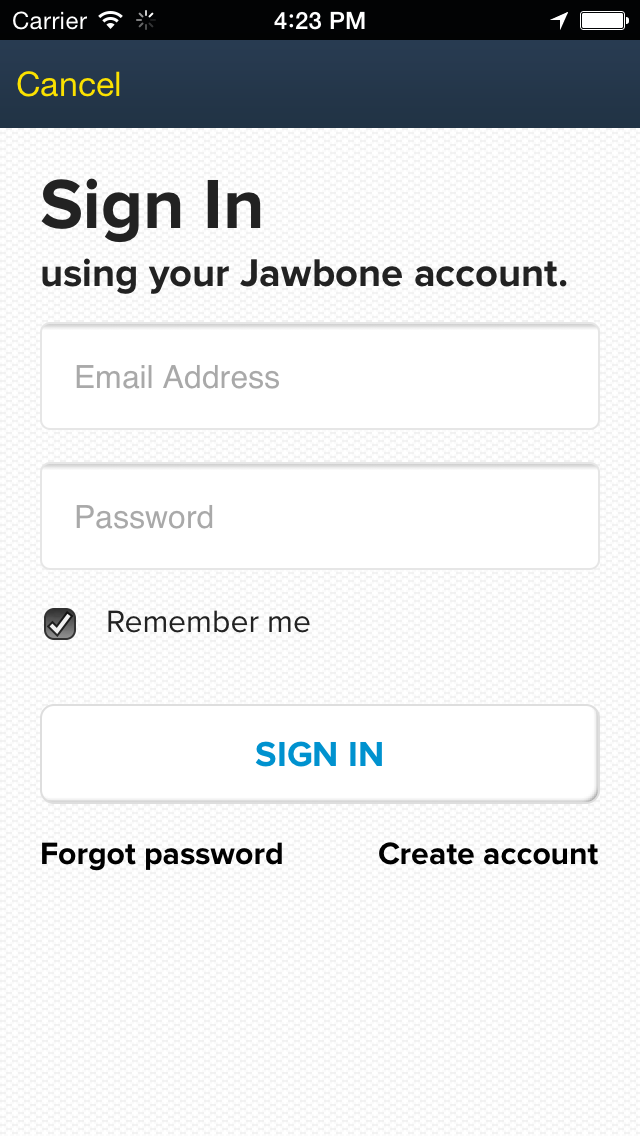 Carrier 4:23 PM
Cancel
Sign In
using your Jawbone account.
Email Address
Password
Remember me
SIGN IN
Forgot password Create account